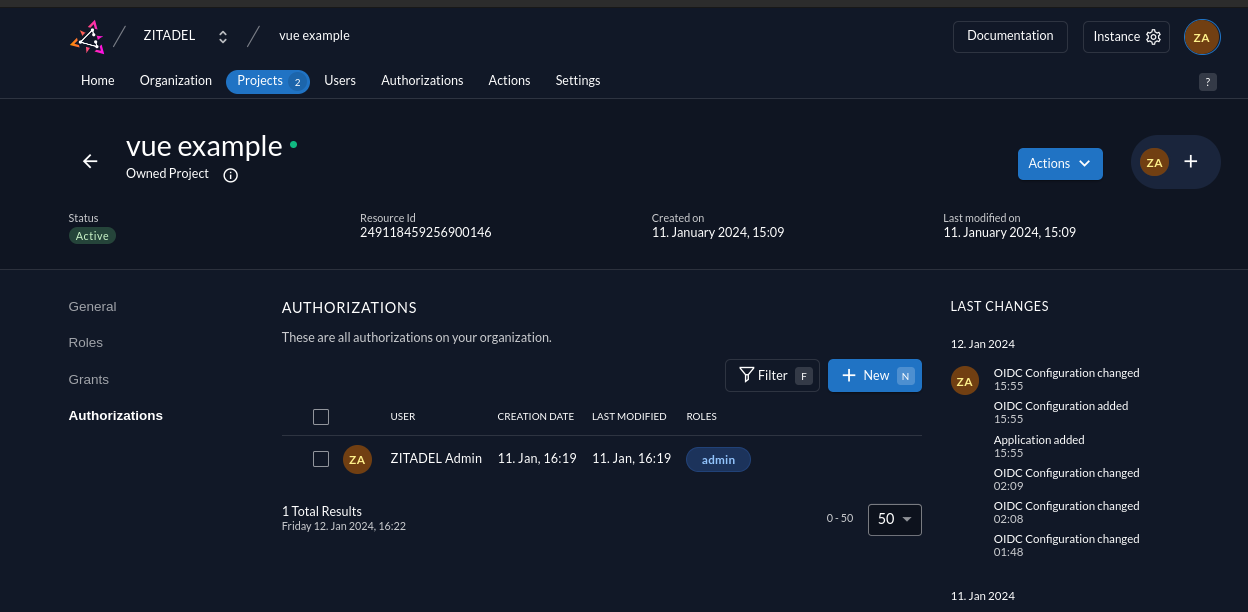 ZITADEL
vue example
Documentation
Instance
ZA
Home
Organization
Projects 2
Users
Authorizations
Actions
Settings
?
vue example
Owned Project
Actions
ZA
Status
Active
Resource Id
249118459256900146
Created on
11. January 2024, 15:09
Last modified on
11. January 2024, 15:09
General
Roles
Grants
Authorizations
AUTHORIZATIONS
These are all authorizations on your organization.
Filter F
New N
USER CREATION DATE LAST MODIFIED ROLES
ZA ZITADEL Admin 11. Jan, 16:19 11. Jan, 16:19 admin
1 Total Results
Friday 12. Jan 2024, 16:22
0 - 50
50
LAST CHANGES
12. Jan 2024
ZA
OIDC Configuration changed
15:55
OIDC Configuration added
15:55
Application added
15:55
OIDC Configuration changed
02:09
OIDC Configuration changed
02:08
OIDC Configuration changed
01:48
11. Jan 2024